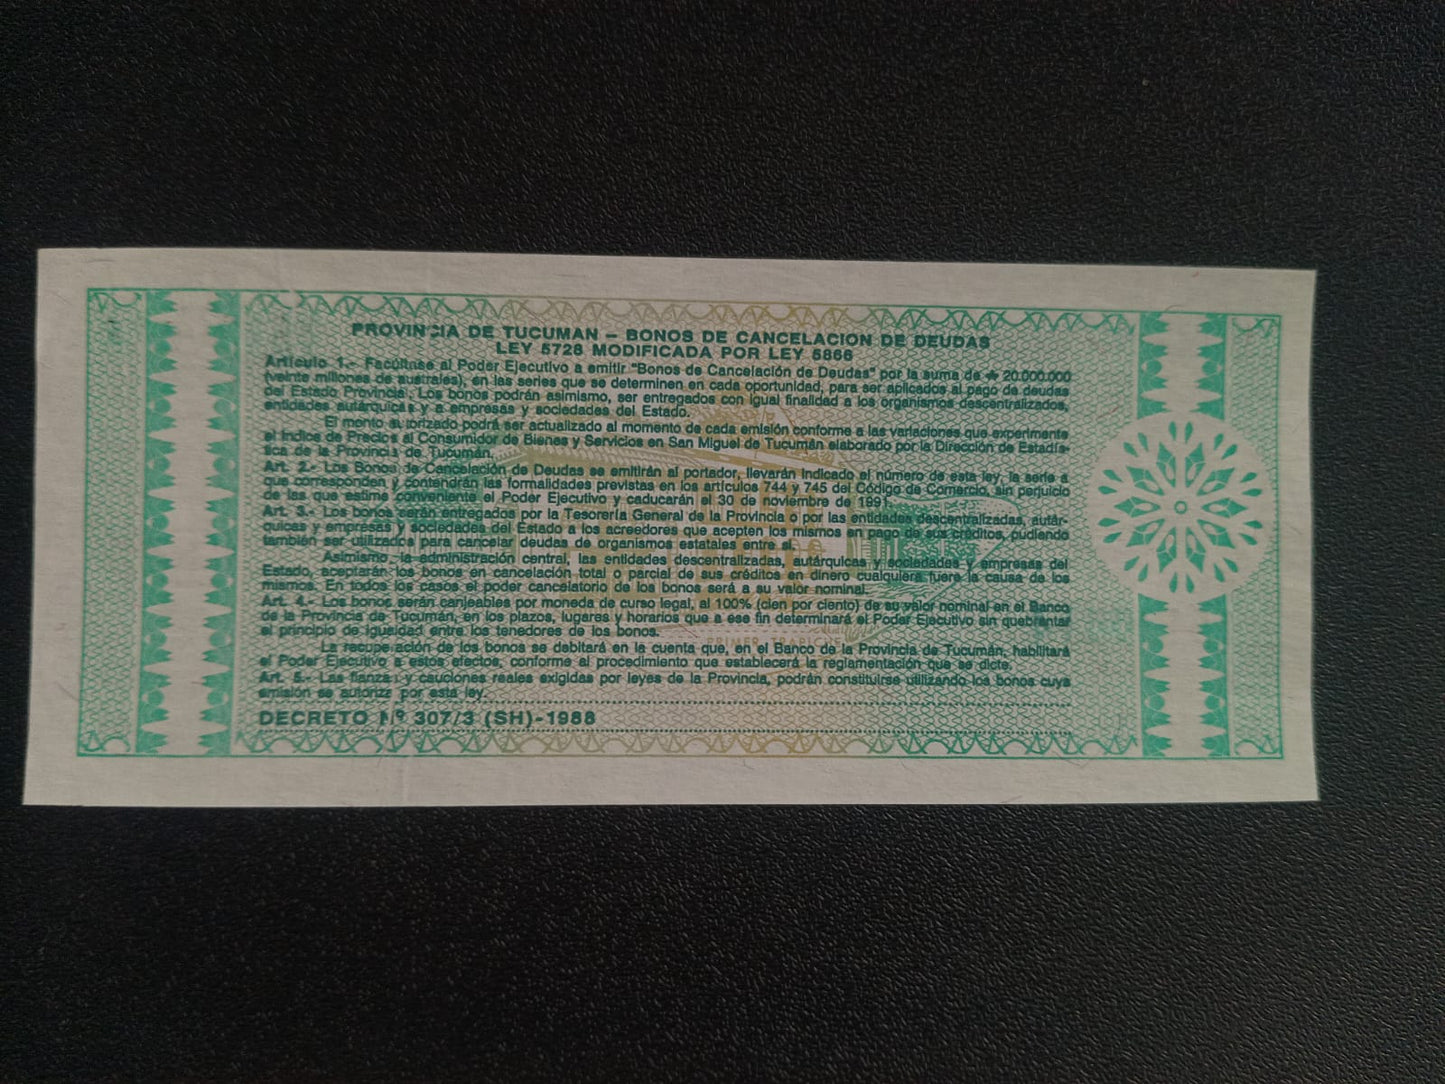 PROVINCIA DE TUCUMAN – BONOS DE CANCELACION DE DEUDAS
LEY 5728 MODIFICADA POR LEY 5866
Artículo 1.- Facúltase al Poder Ejecutivo a emitir "Bonos de Cancelación de Deudas" por la suma de ₳ 20.000.000
(veinte millones de australes), en las series que se determinen en cada oportunidad, para ser aplicados al pago de deudas
del Estado Provincial. Los bonos podrán asimismo, ser entregados con igual finalidad a los organismos descentralizados,
entidades autárquicas y a empresas y sociedades del Estado.
El monto autorizado podrá ser actualizado al momento de cada emisión conforme a las variaciones que experimente
el Indice de Precios al Consumidor de Bienes y Servicios en San Miguel de Tucumán elaborado por la Dirección de Estadís-
tica de la Provincia de Tucumán.
Art. 2.- Los Bonos de Cancelación de Deudas se emitirán al portador, llevarán indicado el número de esta ley, la serie a
que corresponden y contendrán las formalidades previstas en los artículos 744 y 745 del Código de Comercio, sin perjuicio
de las que estime conveniente el Poder Ejecutivo y caducarán el 30 de noviembre de 1991.
Art. 3.- Los bonos serán entregados por la Tesorería General de la Provincia o por las entidades descentralizadas, autár-
quicas y empresas y sociedades del Estado a los acreedores que acepten los mismos en pago de sus créditos, pudiendo
también ser utilizados para cancelar deudas de organismos estatales entre sí.
Asimismo, la administración central, las entidades descentralizadas, autárquicas y sociedades y empresas del
Estado, aceptarán los bonos en cancelación total o parcial de sus créditos en dinero cualquiera fuere la causa de los
mismos. En todos los casos el poder cancelatorio de los bonos será a su valor nominal.
Art. 4.- Los bonos serán canjeables por moneda de curso legal, al 100% (cien por ciento) de su valor nominal en el Banco
de la Provincia de Tucumán, en los plazos, lugares y horarios que a ese fin determinará el Poder Ejecutivo sin quebrantar
el principio de igualdad entre los tenedores de los bonos.
PRIMER TRAPICHE
La recuperación de los bonos se debitará en la cuenta que, en el Banco de la Provincia de Tucumán, habilitará
el Poder Ejecutivo a estos efectos, conforme al procedimiento que establecerá la reglamentación que se dicte.
Art. 5.- Las fianzas y cauciones reales exigidas por leyes de la Provincia, podrán constituirse utilizando los bonos cuya
emisión se autoriza por esta ley.
DECRETO Nº 307/3 (SH)-1988